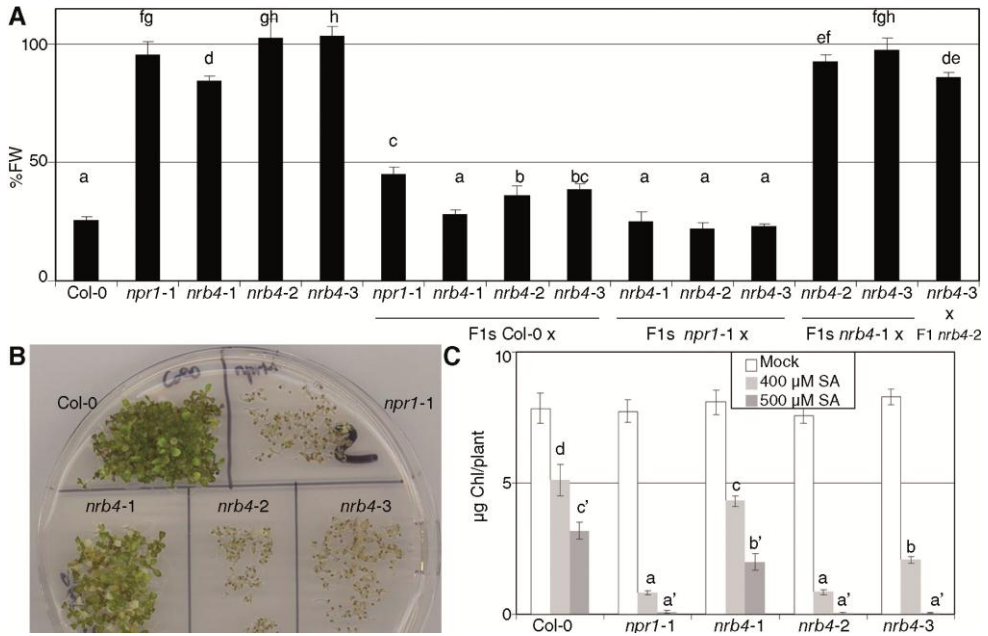 A
fg gh h fgh
d ef de
c
a a b bc a a a
100
50
0
%FW
Col-0 npr1-1 nrb4-1 nrb4-2 nrb4-3 npr1-1 nrb4-1 nrb4-2 nrb4-3 nrb4-1 nrb4-2 nrb4-3 nrb4-2 nrb4-3 nrb4-3
x
F1s Col-0 x F1s npr1-1 x F1s nrb4-1 x F1 nrb4-2
B
Col-0 npr1-1
nrb4-1 nrb4-2 nrb4-3
C
10
5
0
µg Chl/plant
Mock
400 µM SA
500 µM SA
d c' a a' c b' a a' b a'
Col-0 npr1-1 nrb4-1 nrb4-2 nrb4-3